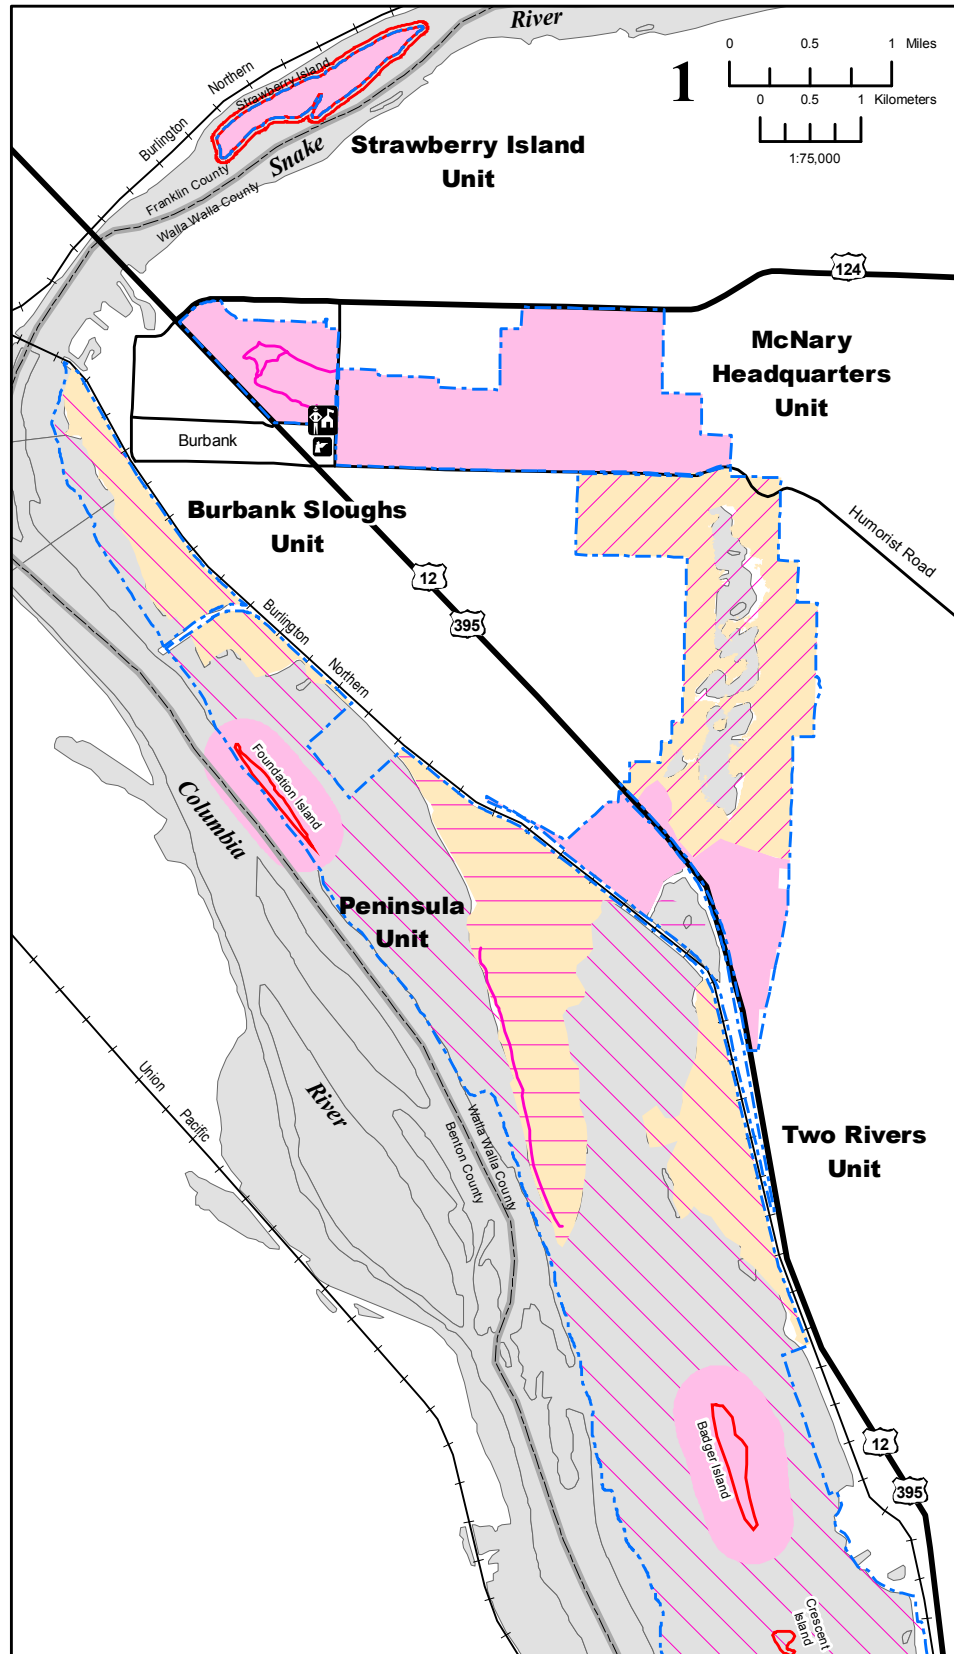 River
0 0.5 1 Miles
1
0 0.5 1 Kilometers
1:75,000
Northern
Burlington
Strawberry Island
Snake
Strawberry Island
Unit
Franklin County
Walla Walla County
124
McNary
Headquarters
Unit
Burbank
Burbank Sloughs
Unit
Humorist Road
12
395
Burlington
Northern
Foundation Island
Columbia
Peninsula
Unit
Union
Pacific
River
Walla Walla County
Benton County
Two Rivers
Unit
Badger Island
12
395
Crescent
Island